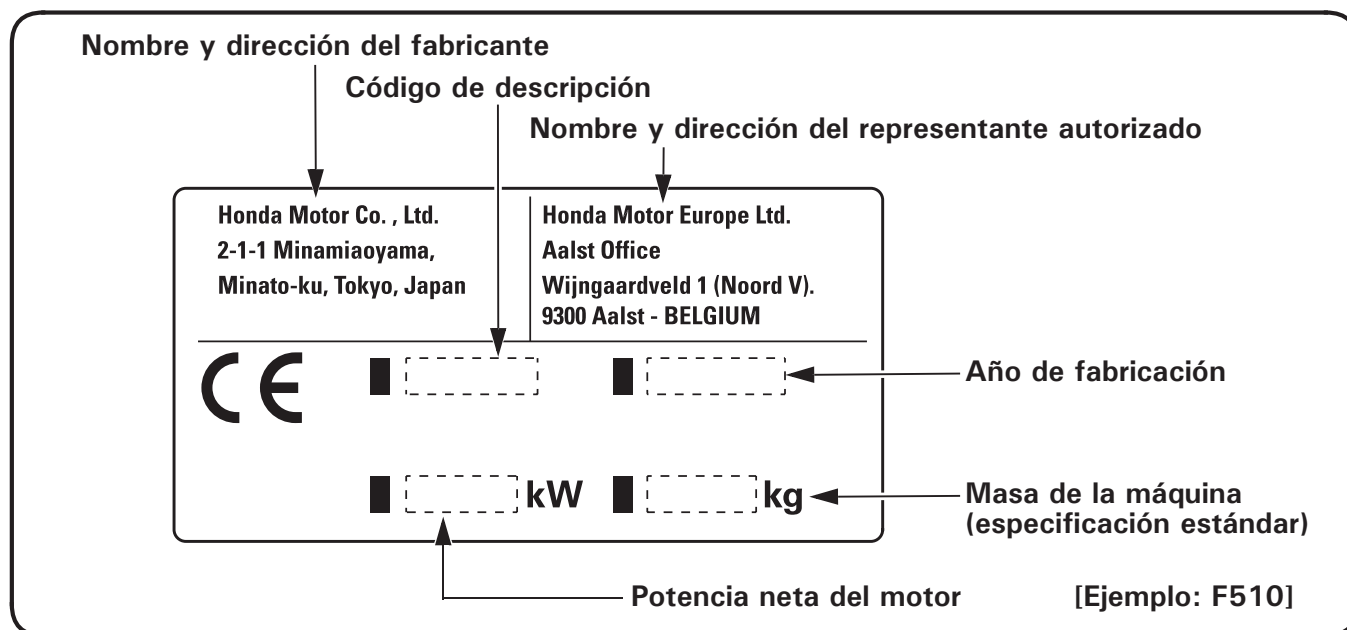 Nombre y dirección del fabricante
Código de descripción
Nombre y dirección del representante autorizado
Honda Motor Co. , Ltd.
2-1-1 Minamiaoyama,
Minato-ku, Tokyo, Japan
Honda Motor Europe Ltd.
Aalst Office
Wijngaardveld 1 (Noord V).
9300 Aalst - BELGIUM
CE
Año de fabricación
kW
kg
Masa de la máquina
(especificación estándar)
Potencia neta del motor
[Ejemplo: F510]